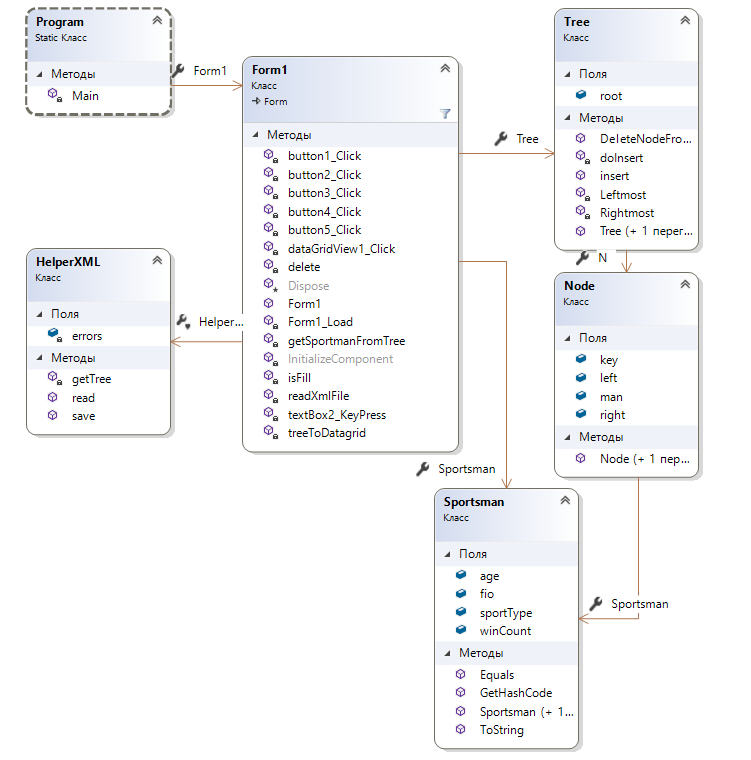 Program
Static Класс
Методы
Main
Form1
Form1
Класс
Form
Методы
button1_Click
button2_Click
button3_Click
button4_Click
button5_Click
dataGridView1_Click
delete
Dispose
Form1
Form1_Load
getSportmanFromTree
InitializeComponent
isFill
readXmlFile
textBox2_KeyPress
treeToDatagrid
Tree
Tree
Класс
Поля
root
Методы
DeleteNodeFro...
doInsert
insert
Leftmost
Rightmost
Tree (+ 1 перег...
N
HelperXML
Класс
Поля
errors
Методы
getTree
read
save
Helper...
Node
Класс
Поля
key
left
man
right
Методы
Node (+ 1 пер...
Sportsman
Sportsman
Класс
Поля
age
fio
sportType
winCount
Методы
Equals
GetHashCode
Sportsman (+ 1...
ToString
Sportsman